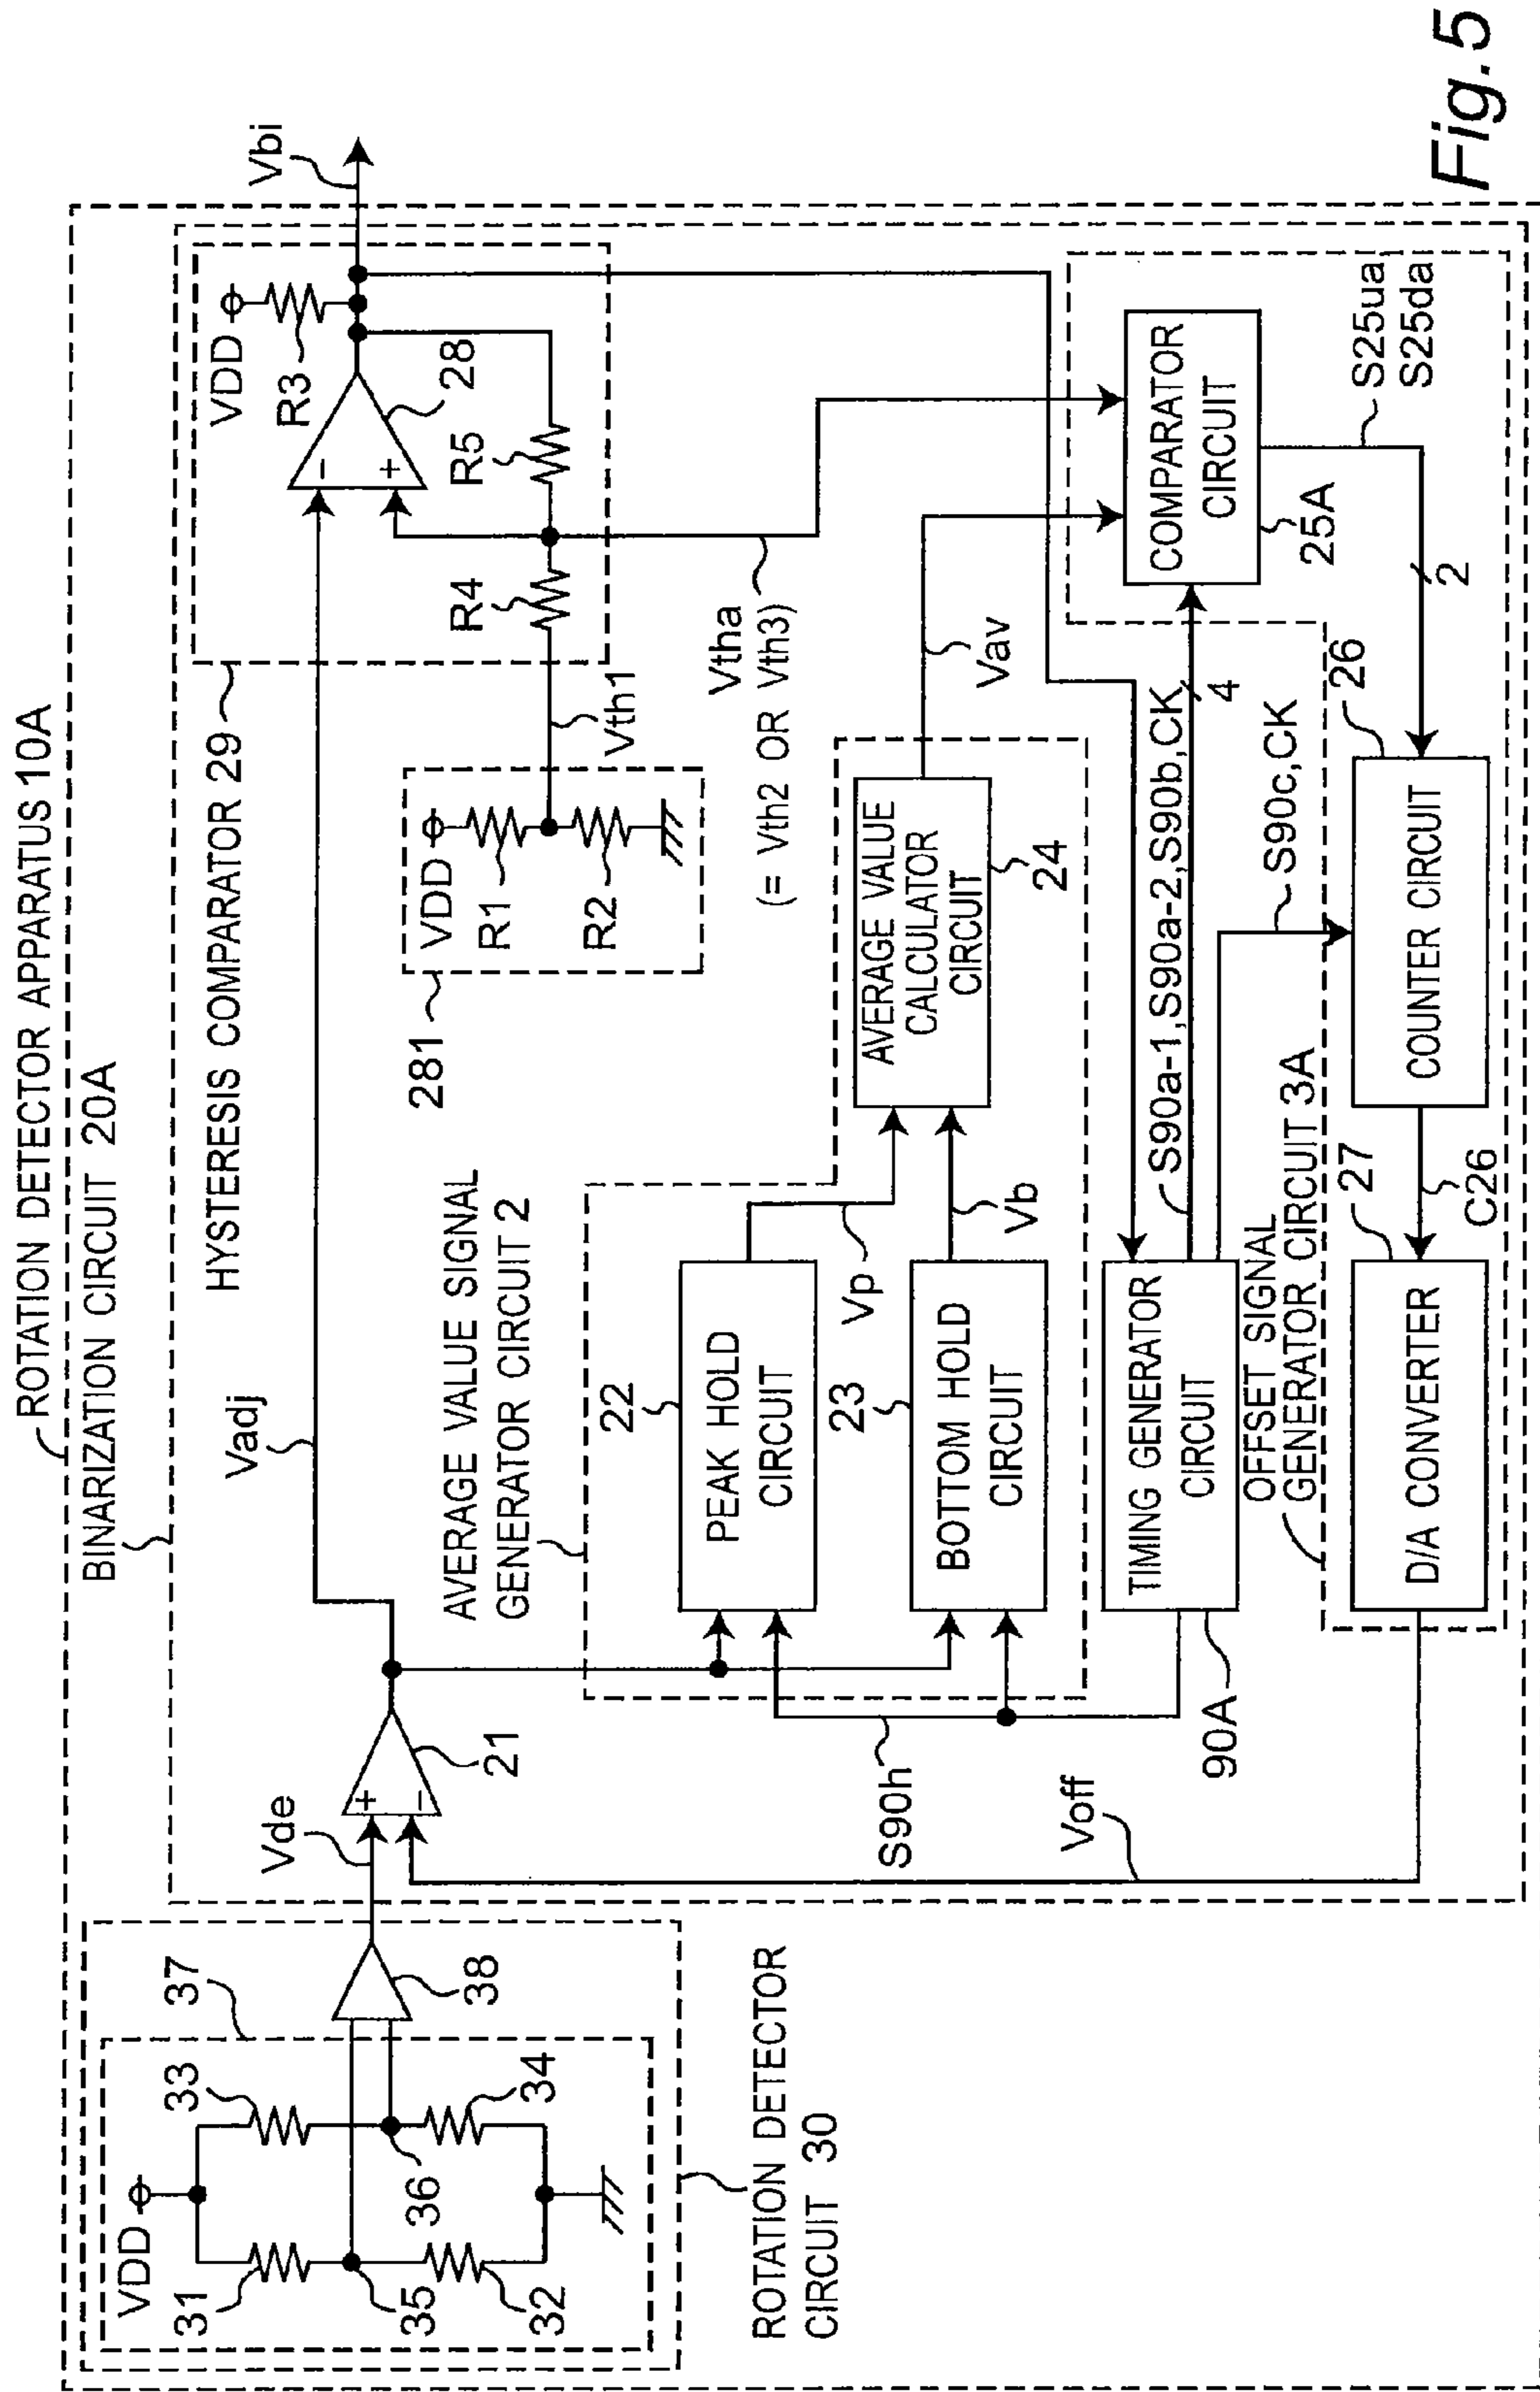 ROTATION DETECTOR APPARATUS 10A
BINARIZATION CIRCUIT 20A
HYSTERESIS COMPARATOR 29
VDD
R3
Vbi
28
-
+
R5
R4
Vadj
Vth1
Vtha
(= Vth2 OR Vth3)
281
VDD
R1
R2
AVERAGE VALUE SIGNAL
GENERATOR CIRCUIT 2
22
PEAK HOLD
CIRCUIT
23
BOTTOM HOLD
CIRCUIT
Vp
Vb
AVERAGE VALUE
CALCULATOR
CIRCUIT
24
Vav
COMPARATOR
CIRCUIT
25A
S25ua
S25da
2
S90a-1,S90a-2,S90b,CK
4
S90c,CK
TIMING GENERATOR
CIRCUIT
90A
S90h
OFFSET SIGNAL
GENERATOR CIRCUIT 3A
26
COUNTER CIRCUIT
C26
27
D/A CONVERTER
Voff
Vde
+
-
21
37
VDD
31
33
35
36
32
34
38
ROTATION DETECTOR
CIRCUIT 30
Fig.5